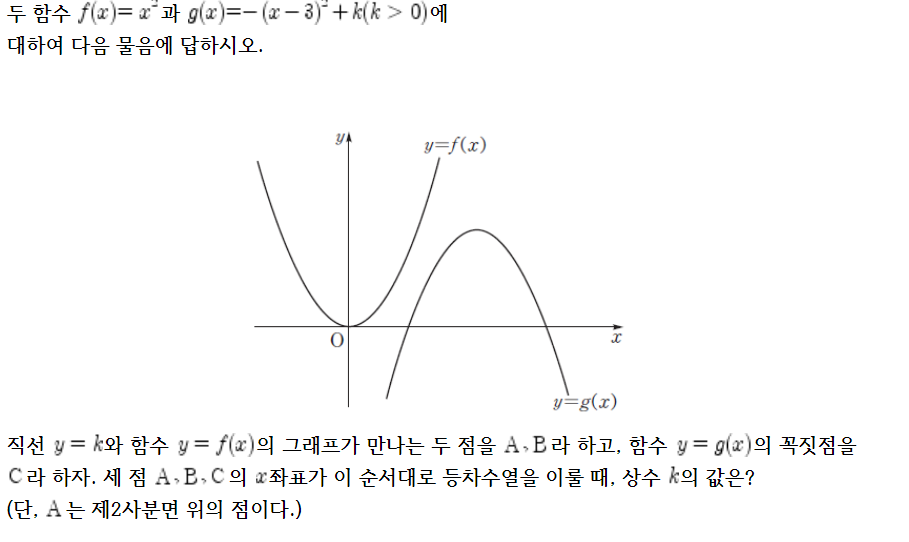 두 함수 f(x)= x²과 g(x)=-(x-3)²+k(k > 0)에
대하여 다음 물음에 답하시오.
y
y=f(x)
O
x
y=g(x)
직선 y = k와 함수 y = f(x)의 그래프가 만나는 두 점을 A, B라 하고, 함수 y = g(x)의 꼭짓점을
C라 하자. 세 점 A, B, C의 x좌표가 이 순서대로 등차수열을 이룰 때, 상수 k의 값은?
(단, A는 제2사분면 위의 점이다.)